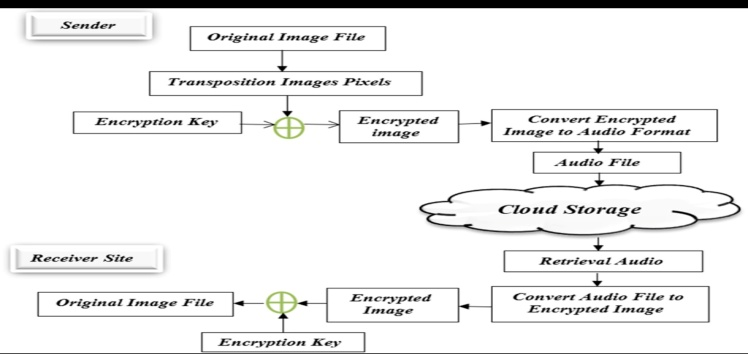 Sender
Original Image File
Transposition Images Pixels
Encryption Key
Encrypted
image
Convert Encrypted
Image to Audio Format
Audio File
Cloud Storage
Receiver Site
Retrieval Audio
Original Image File
Encrypted
Image
Convert Audio File to
Encrypted Image
Encryption Key